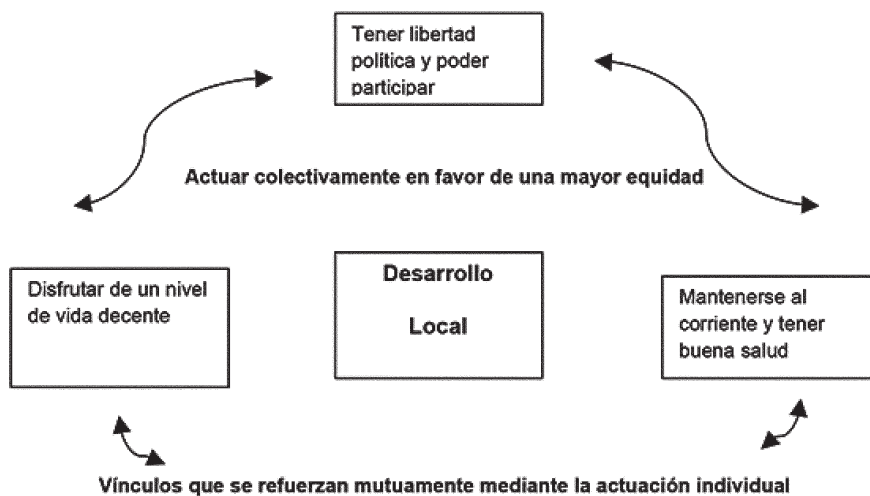 Tener libertad
política y poder
participar
Actuar colectivamente en favor de una mayor equidad
Disfrutar de un nivel
de vida decente
Desarrollo
Local
Mantenerse al
corriente y tener
buena salud
Vínculos que se refuerzan mutuamente mediante la actuación individual